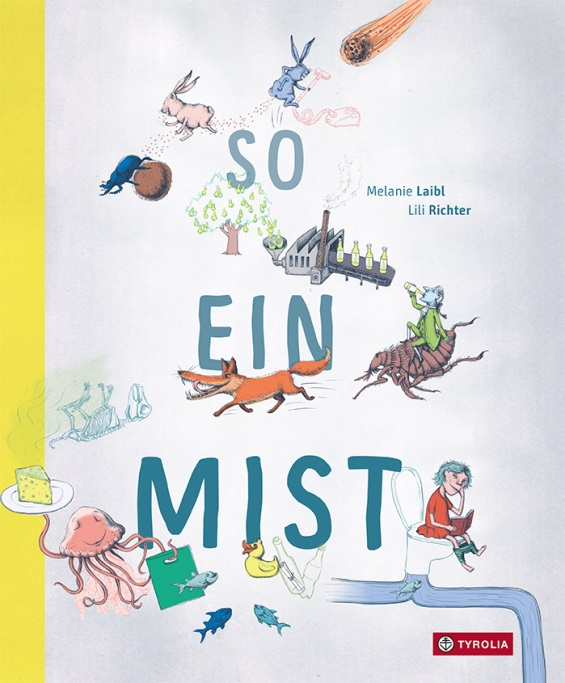 SO
Melanie Laibl
Lili Richter
EIN
MIST
TYROLIA